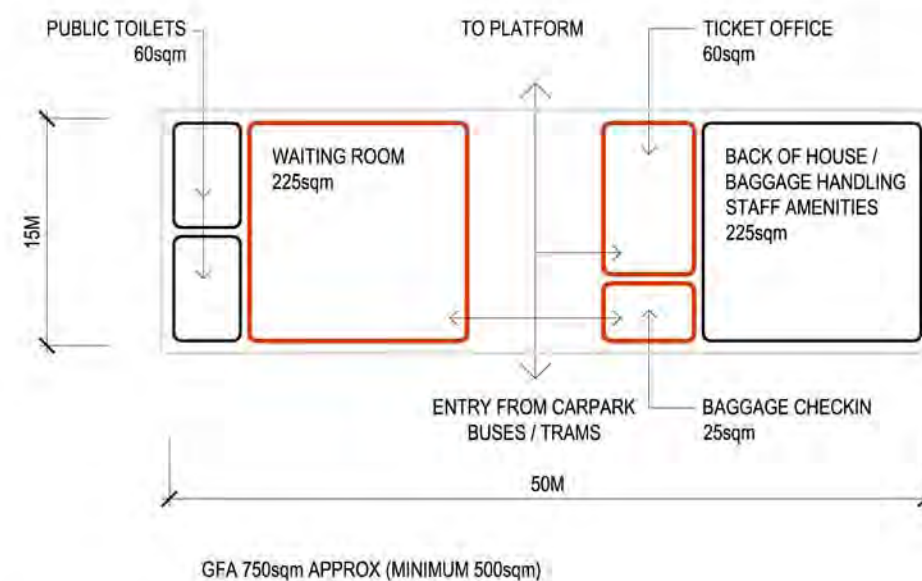 PUBLIC TOILETS
60sqm
TO PLATFORM
TICKET OFFICE
60sqm
WAITING ROOM
225sqm
BACK OF HOUSE /
BAGGAGE HANDLING
STAFF AMENITIES
225sqm
15M
ENTRY FROM CARPARK
BUSES / TRAMS
BAGGAGE CHECKIN
25sqm
50M
GFA 750sqm APPROX (MINIMUM 500sqm)